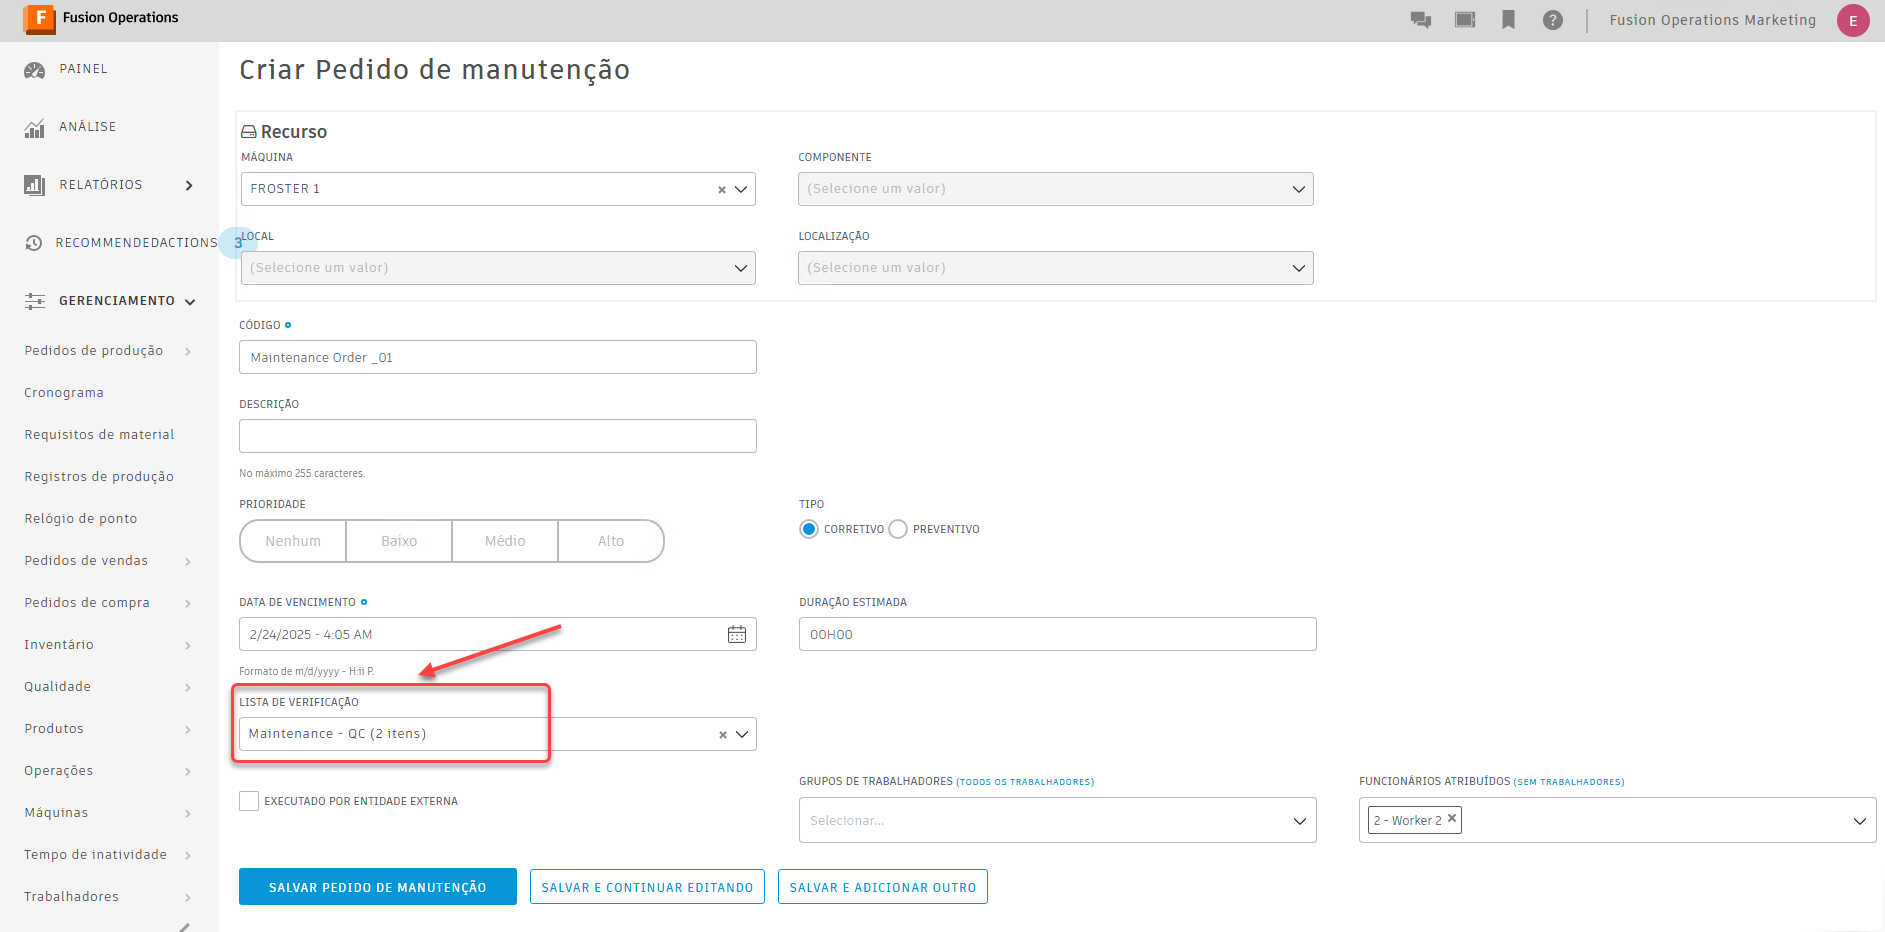 F Fusion Operations
? Fusion Operations Marketing E
PAINEL
ANÁLISE
RELATÓRIOS
RECOMMENDEDACTIONS 3
GERENCIAMENTO
Pedidos de produção
Cronograma
Requisitos de material
Registros de produção
Relógio de ponto
Pedidos de vendas
Pedidos de compra
Inventário
Qualidade
Produtos
Operações
Máquinas
Tempo de inatividade
Trabalhadores
Criar Pedido de manutenção
Recurso
MÁQUINA
FROSTER 1
COMPONENTE
(Selecione um valor)
LOCAL
(Selecione um valor)
LOCALIZAÇÃO
(Selecione um valor)
CÓDIGO
Maintenance Order _01
DESCRIÇÃO
No máximo 255 caracteres.
PRIORIDADE
Nenhum Baixo Médio Alto
TIPO
CORRETIVO PREVENTIVO
DATA DE VENCIMENTO
2/24/2025 - 4:05 AM
Formato de m/d/yyyy - H:ii P.
DURAÇÃO ESTIMADA
00H00
LISTA DE VERIFICAÇÃO
Maintenance - QC (2 itens)
EXECUTADO POR ENTIDADE EXTERNA
GRUPOS DE TRABALHADORES (TODOS OS TRABALHADORES)
Selecionar...
FUNCIONÁRIOS ATRIBUÍDOS (SEM TRABALHADORES)
2 - Worker 2
SALVAR PEDIDO DE MANUTENÇÃO
SALVAR E CONTINUAR EDITANDO
SALVAR E ADICIONAR OUTRO